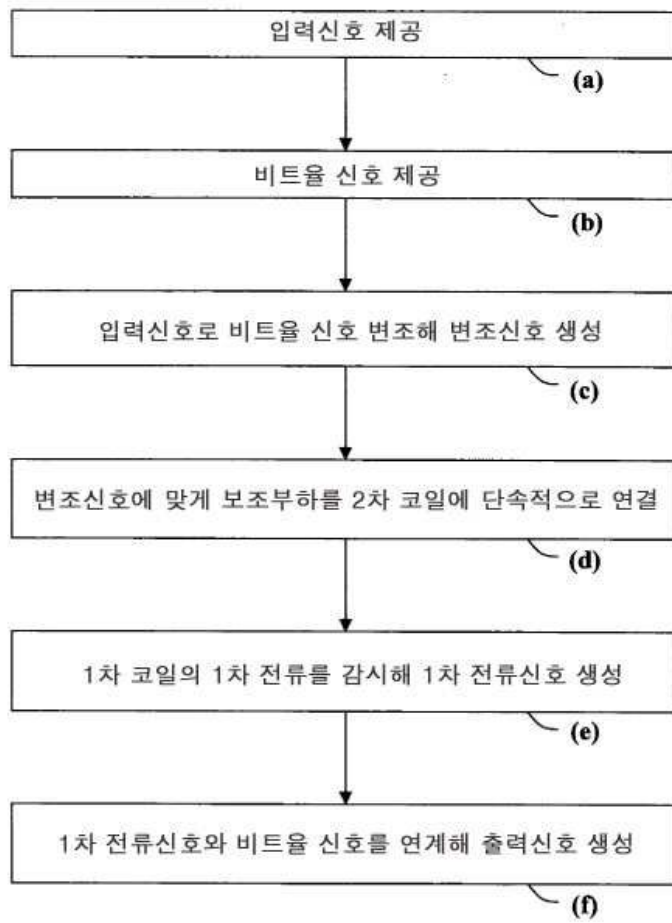 입력신호 제공
(a)
비트율 신호 제공
(b)
입력신호로 비트율 신호 변조해 변조신호 생성
(c)
변조신호에 맞게 보조부하를 2차 코일에 단속적으로 연결
(d)
1차 코일의 1차 전류를 감시해 1차 전류신호 생성
(e)
1차 전류신호와 비트율 신호를 연계해 출력신호 생성
(f)